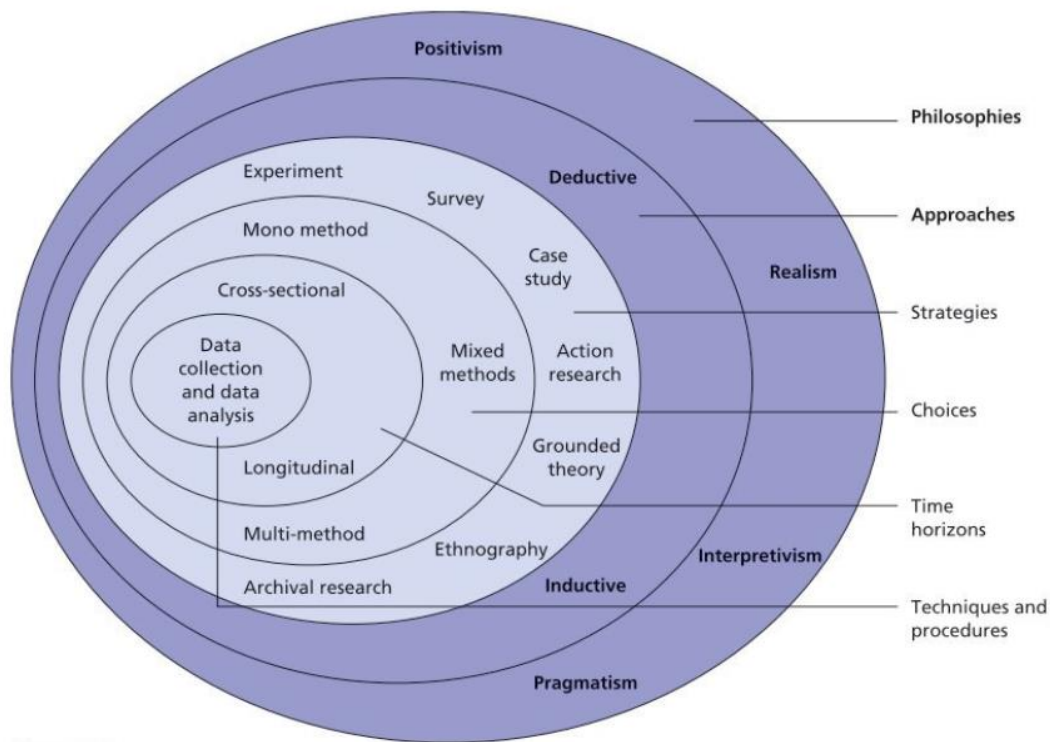 Positivism
Philosophies
Experiment
Deductive
Survey
Approaches
Mono method
Case
study
Realism
Cross-sectional
Strategies
Data
collection
and data
analysis
Mixed
methods
Action
research
Choices
Grounded
theory
Longitudinal
Time
horizons
Multi-method
Ethnography
Interpretivism
Archival research
Inductive
Techniques and
procedures
Pragmatism